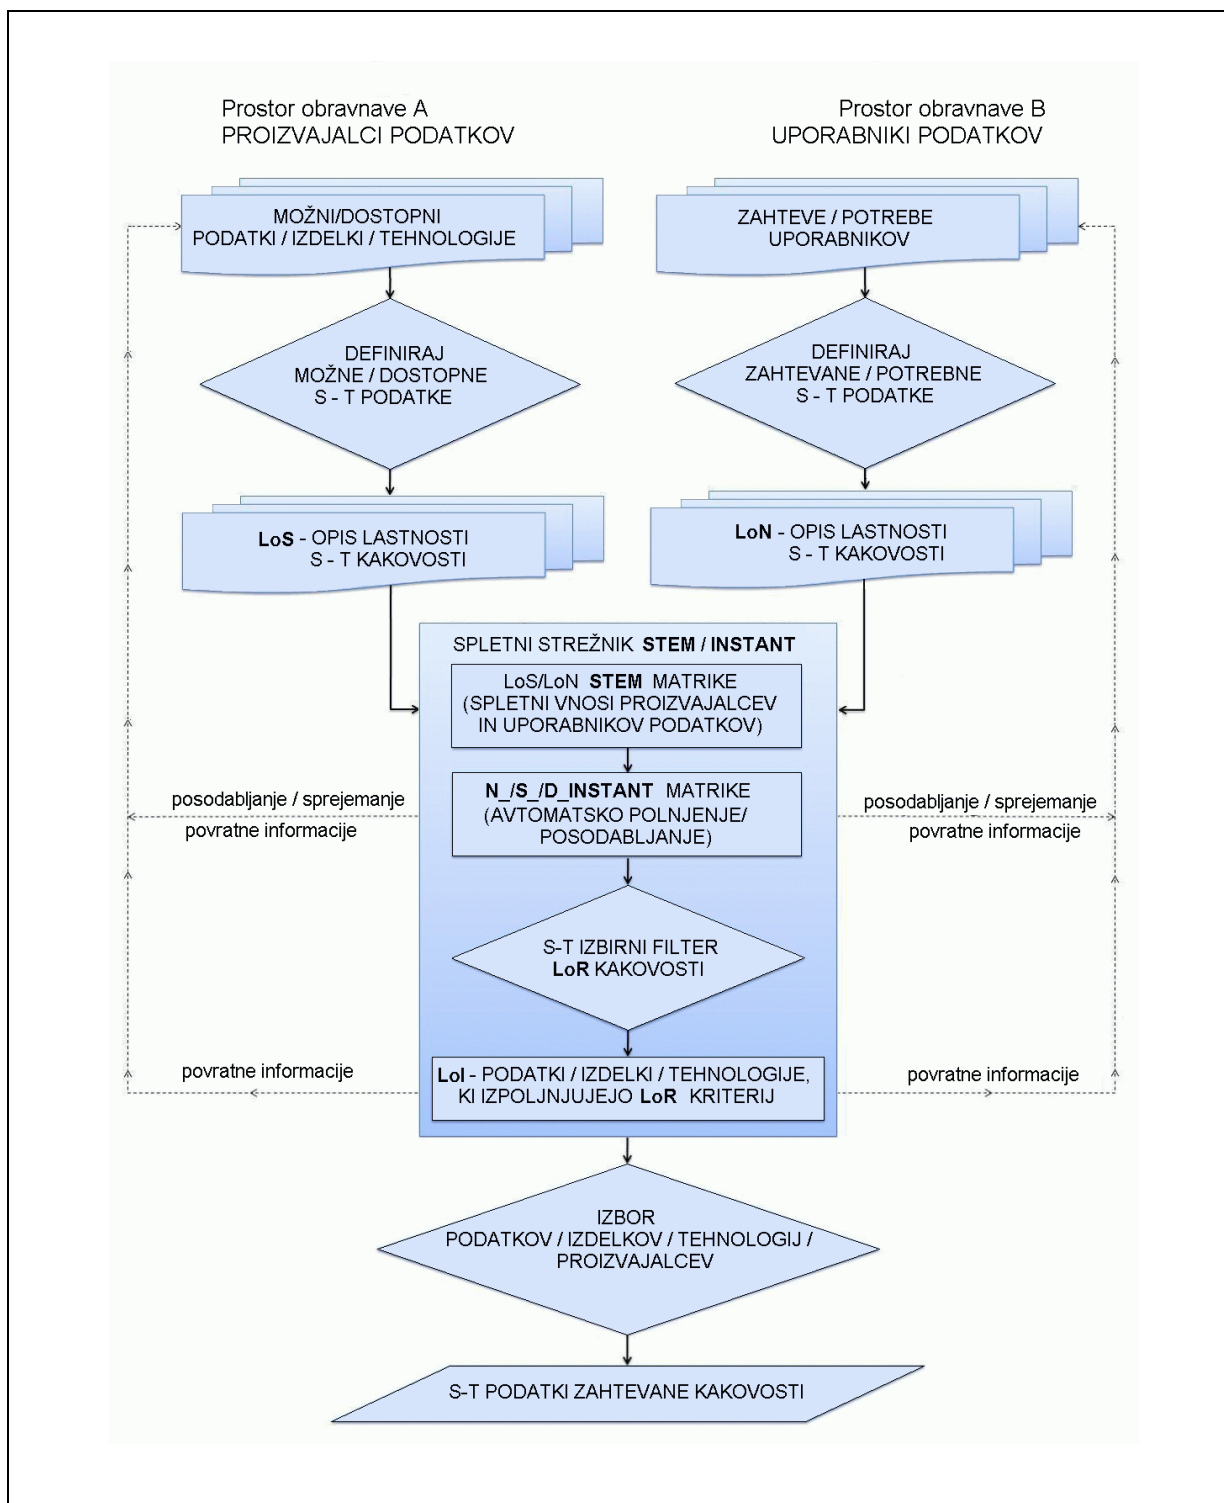 Prostor obravnave A
PROIZVAJALCI PODATKOV
Prostor obravnave B
UPORABNIKI PODATKOV
MOŽNI/DOSTOPNI
PODATKI / IZDELKI / TEHNOLOGIJE
ZAHTEVE / POTREBE
UPORABNIKOV
DEFINIRAJ
MOŽNE / DOSTOPNE
S - T PODATKE
DEFINIRAJ
ZAHTEVANE / POTREBNE
S - T PODATKE
LoS - OPIS LASTNOSTI
S - T KAKOVOSTI
LoN - OPIS LASTNOSTI
S - T KAKOVOSTI
SPLETNI STREŽNIK STEM / INSTANT
LoS/LoN STEM MATRIKE
(SPLETNI VNOSI PROIZVAJALCEV
IN UPORABNIKOV PODATKOV)
N_/S_/D_INSTANT MATRIKE
(AVTOMATSKO POLNJENJE/
POSODABLJANJE)
posodabljanje / sprejemanje
povratne informacije
posodabljanje / sprejemanje
povratne informacije
S-T IZBIRNI FILTER
LoR KAKOVOSTI
povratne informacije
LoI - PODATKI / IZDELKI / TEHNOLOGIJE,
KI IZPOLJNJUJEJO LoR KRITERIJ
povratne informacije
IZBOR
PODATKOV / IZDELKOV / TEHNOLOGIJ /
PROIZVAJALCEV
S-T PODATKI ZAHTEVANE KAKOVOSTI